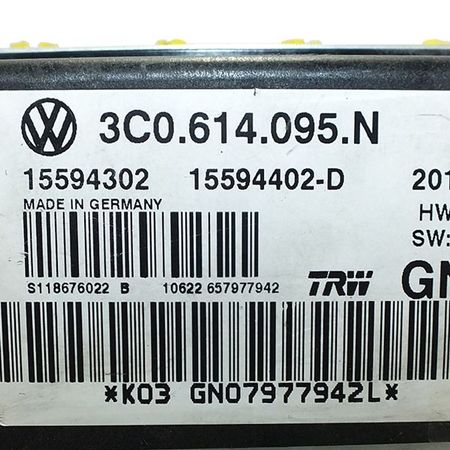 3C0.614.095.N
15594302 15594402-D 201
MADE IN GERMANY HW
SW:
S118676022 B 10622 657977942 TRW GN
*K03 GN07977942L*